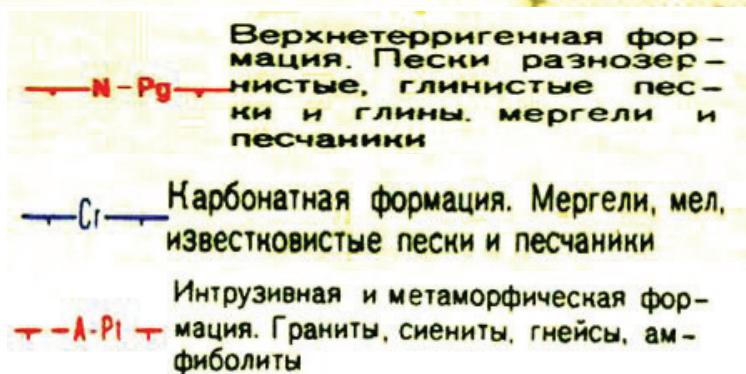 Верхнетерригенная фор-
мация. Пески разнозер-
N-Pg нистые, глинистые пес-
ки и глины. мергели и
песчаники
Карбонатная формация. Мергели, мел,
Cr известковистые пески и песчаники
Интрузивная и метаморфическая фор-
A-Pt мация. Граниты, сиениты, гнейсы, ам-
фиболиты